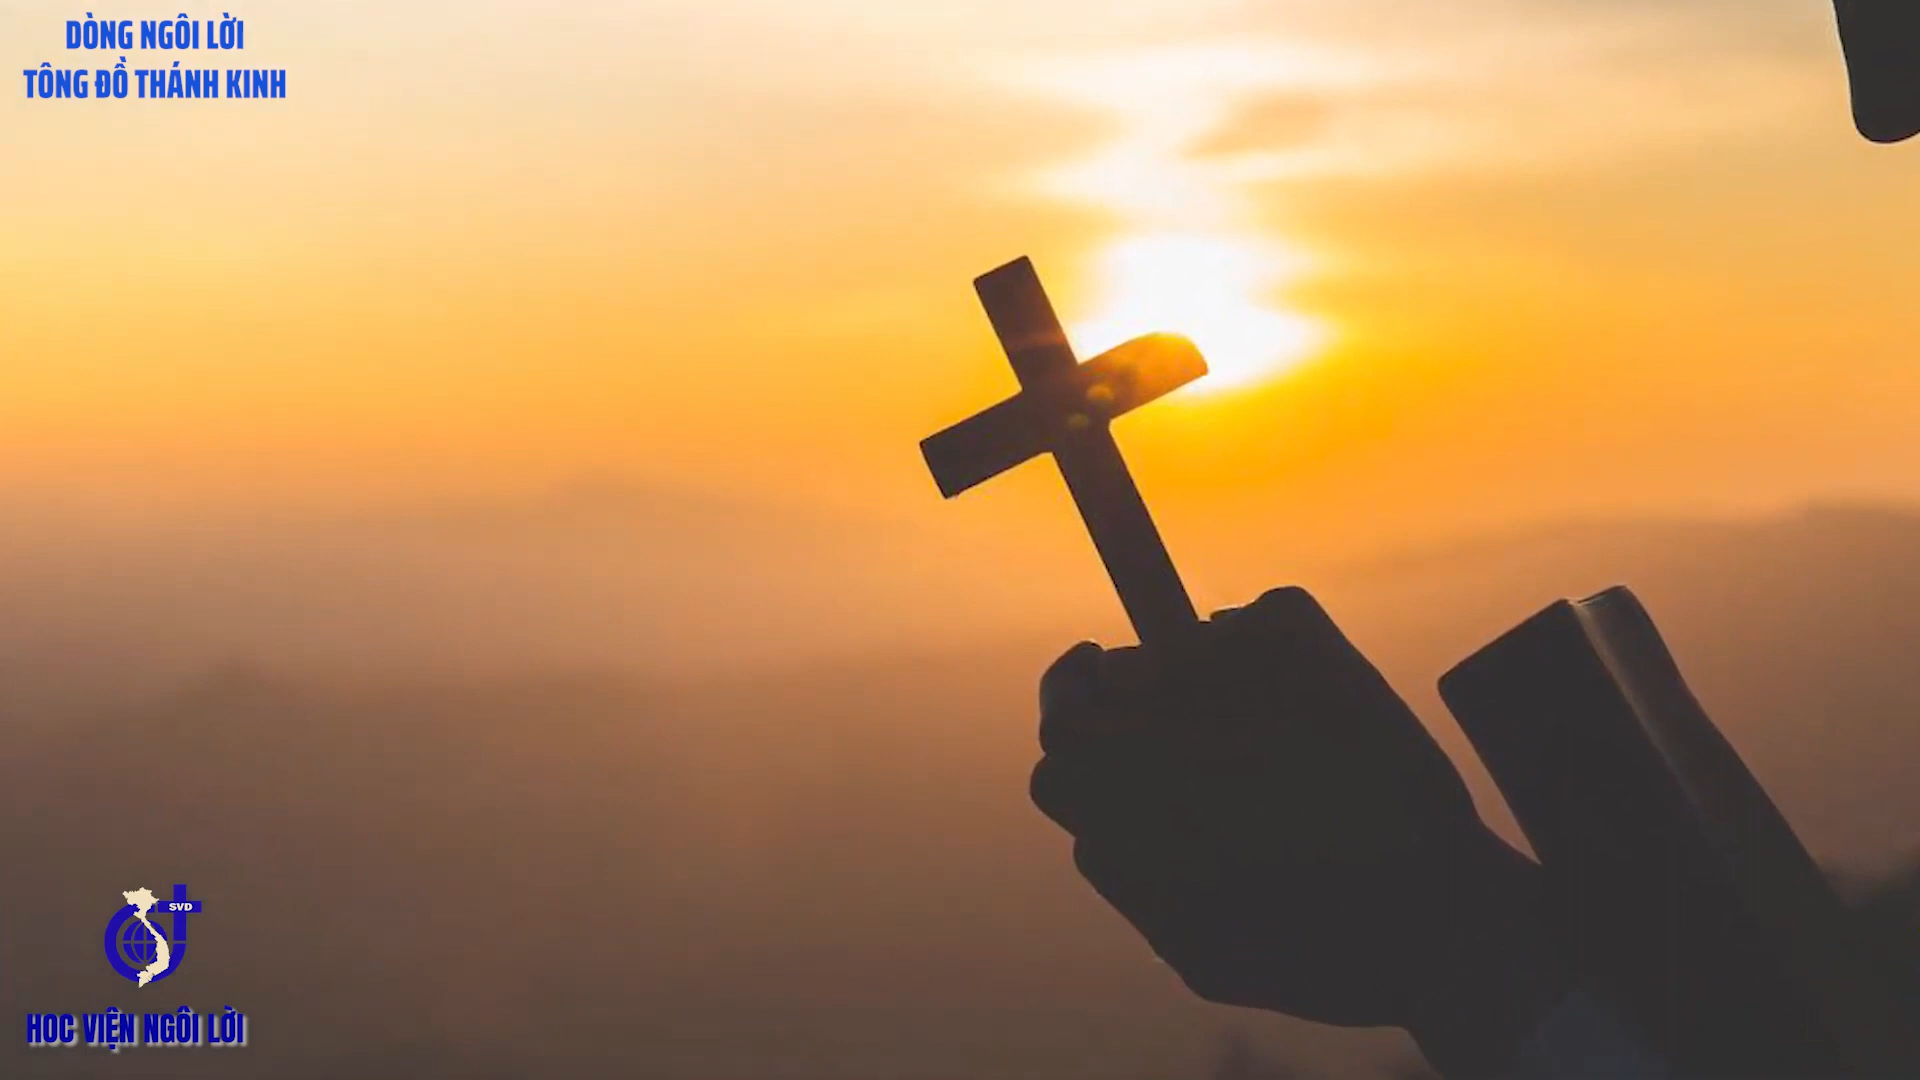 DÒNG NGÔI LỜI
TÔNG ĐỒ THÁNH KINH
SVD
HOC VIỆN NGÔI LỜI